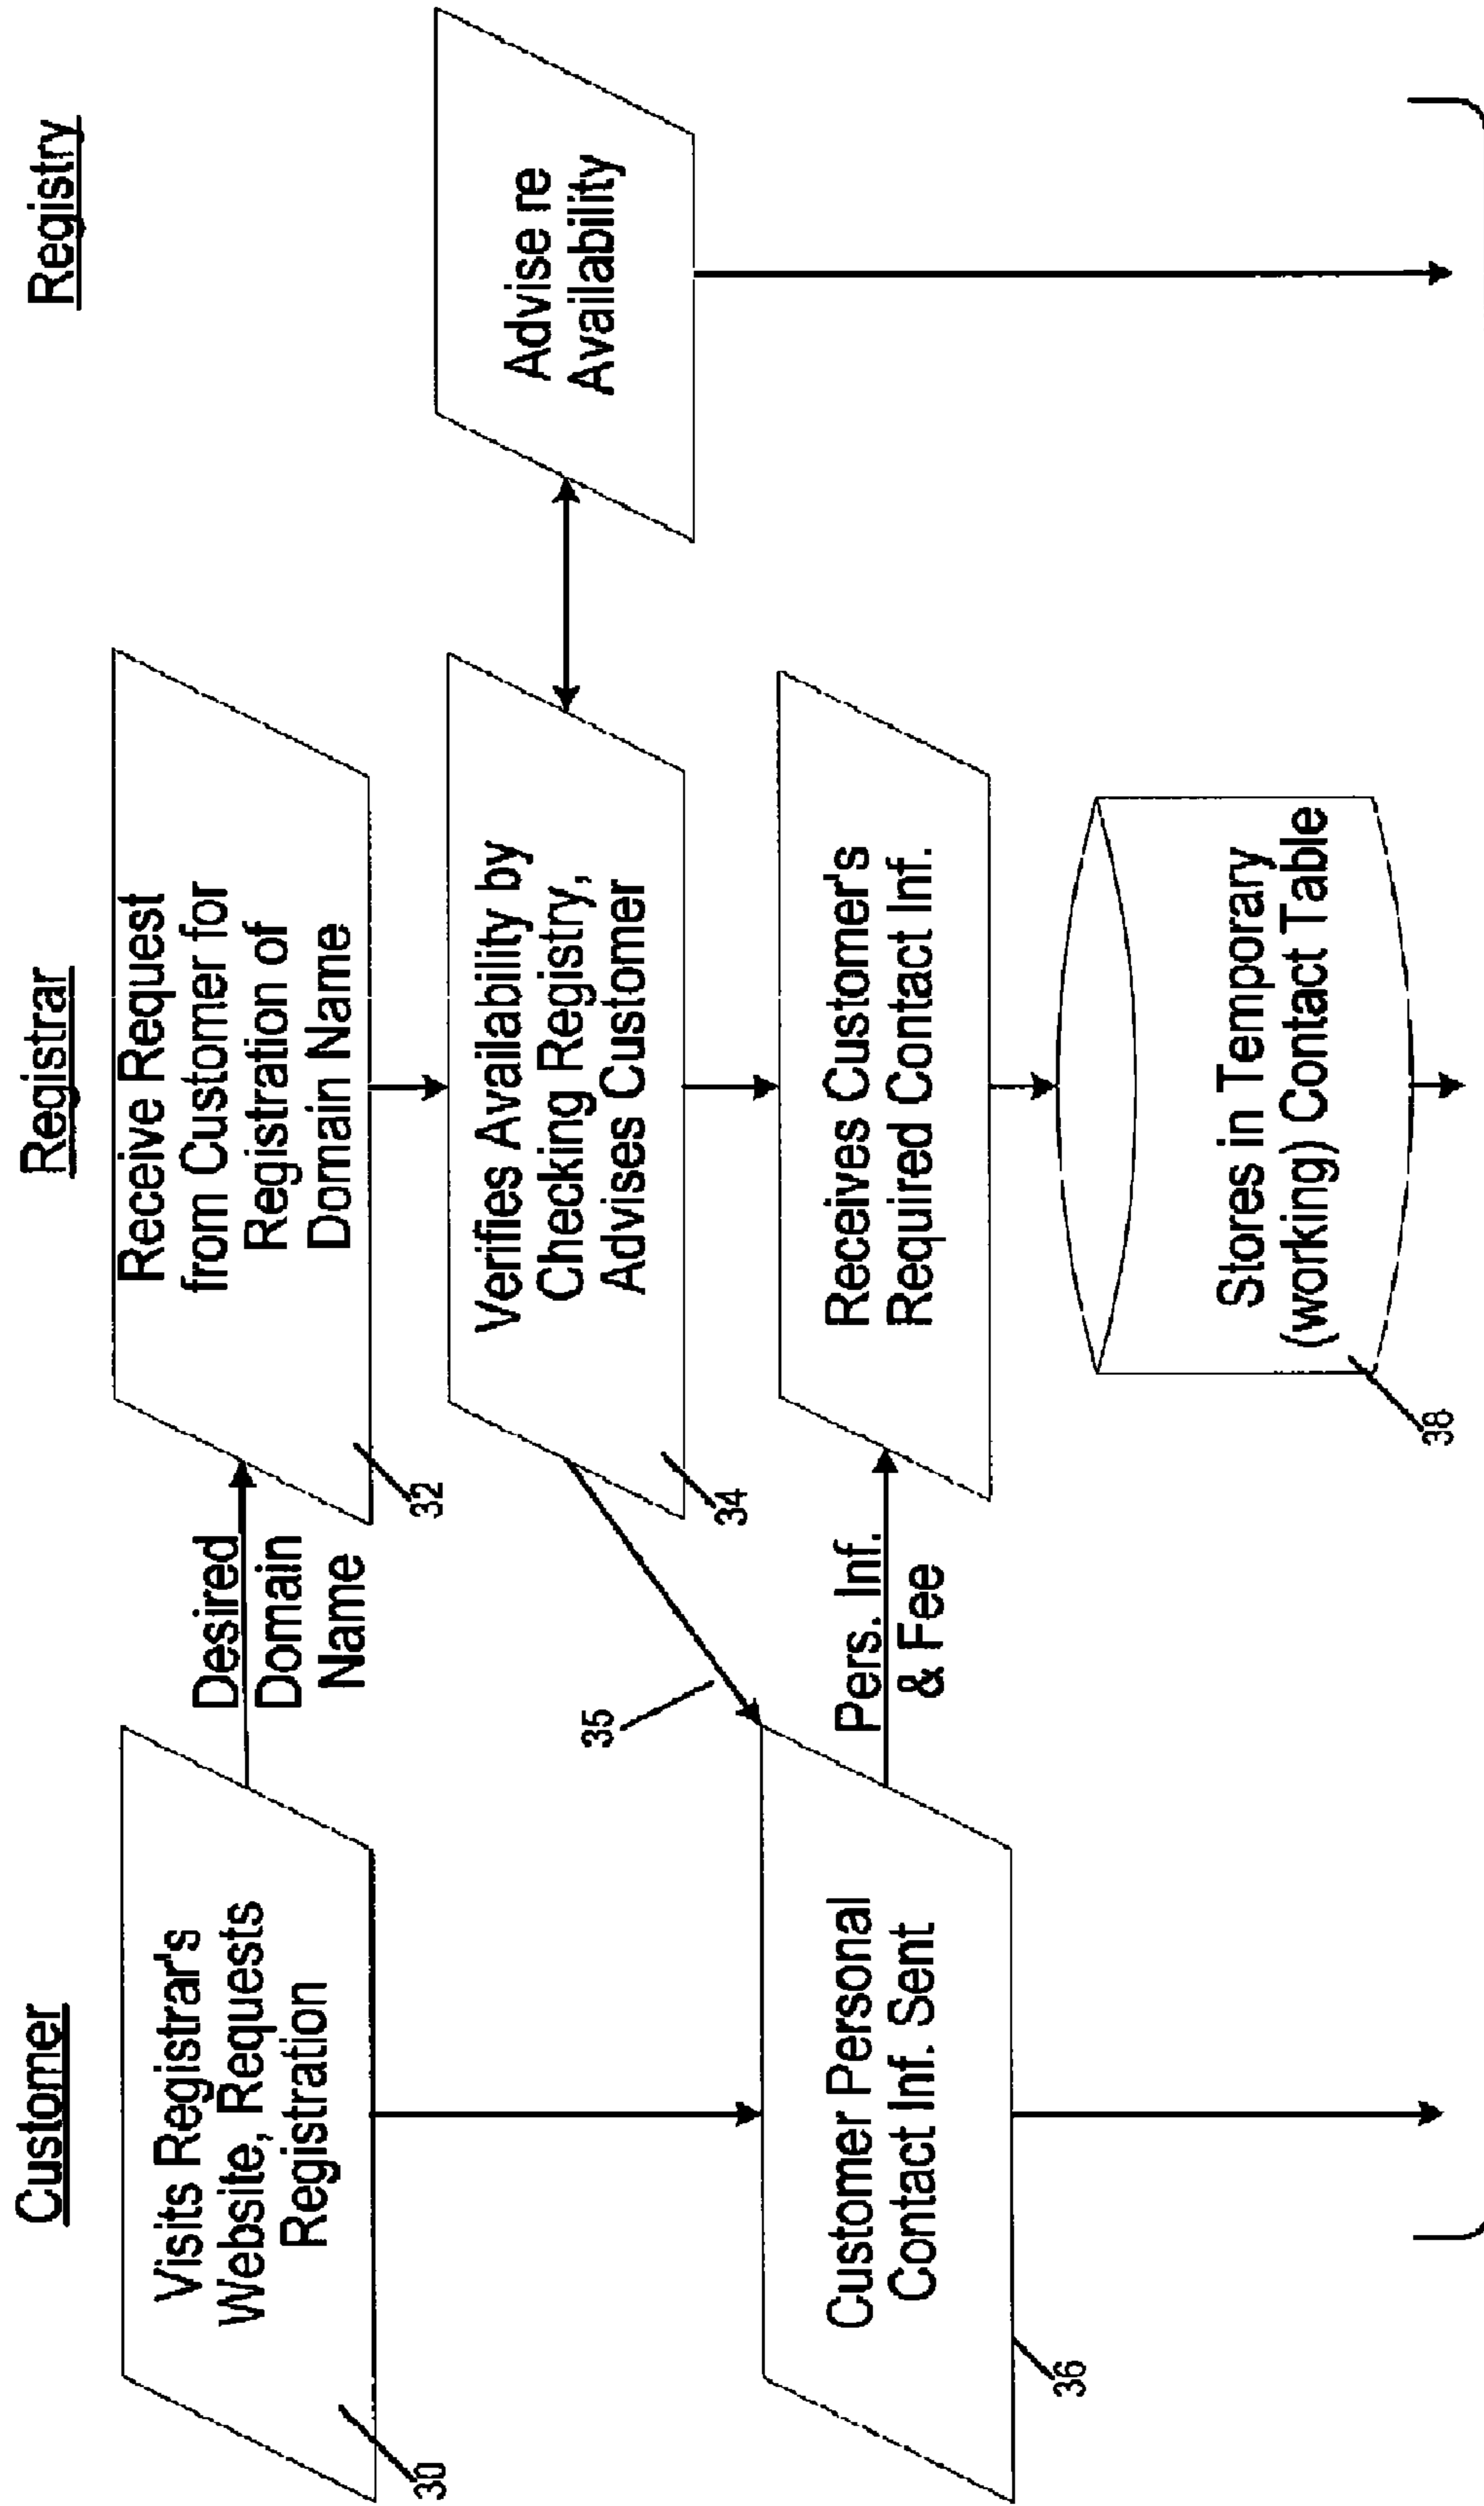 Customer
Registrar
Registry
Visits Registrar's
Website, Requests
Registration
30
Desired
Domain
Name
Receive Request
from Customer for
Registration of
Domain Name
32
Verifies Availability by
Checking Registry,
Advises Customer
34
Advise re
Availability
35
Customer Personal
Contact Inf. Sent
36
Pers. Inf.
& Fee
Receives Customer's
Required Contact Inf.
Stores in Temporary
(working) Contact Table
38